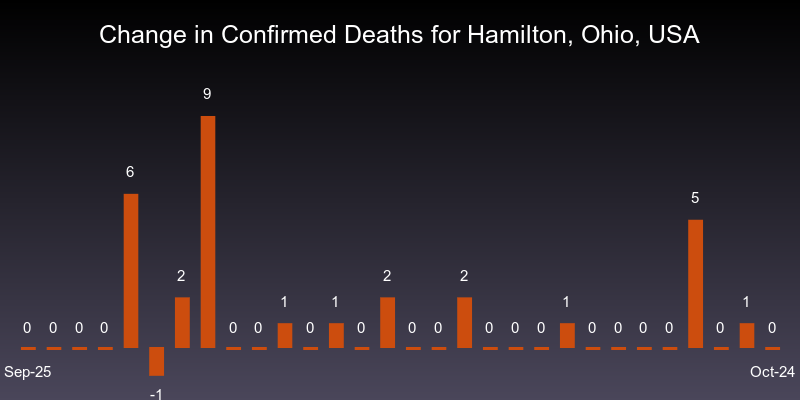 Change in Confirmed Deaths for Hamilton, Ohio, USA
9
6
5
2 2 2
1 1 1 1
0 0 0 0 0 0 0 0 0 0 0 0 0 0 0 0 0 0 0
Sep-25 Oct-24
-1